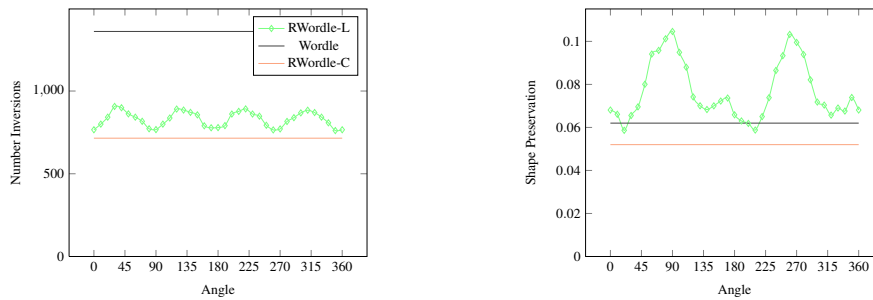 RWordle-L
Wordle
RWordle-C
1,000
500
0
Number Inversions
0 45 90 135 180 225 270 315 360
Angle
0.1
0.08
0.06
0.04
0.02
0
Shape Preservation
0 45 90 135 180 225 270 315 360
Angle